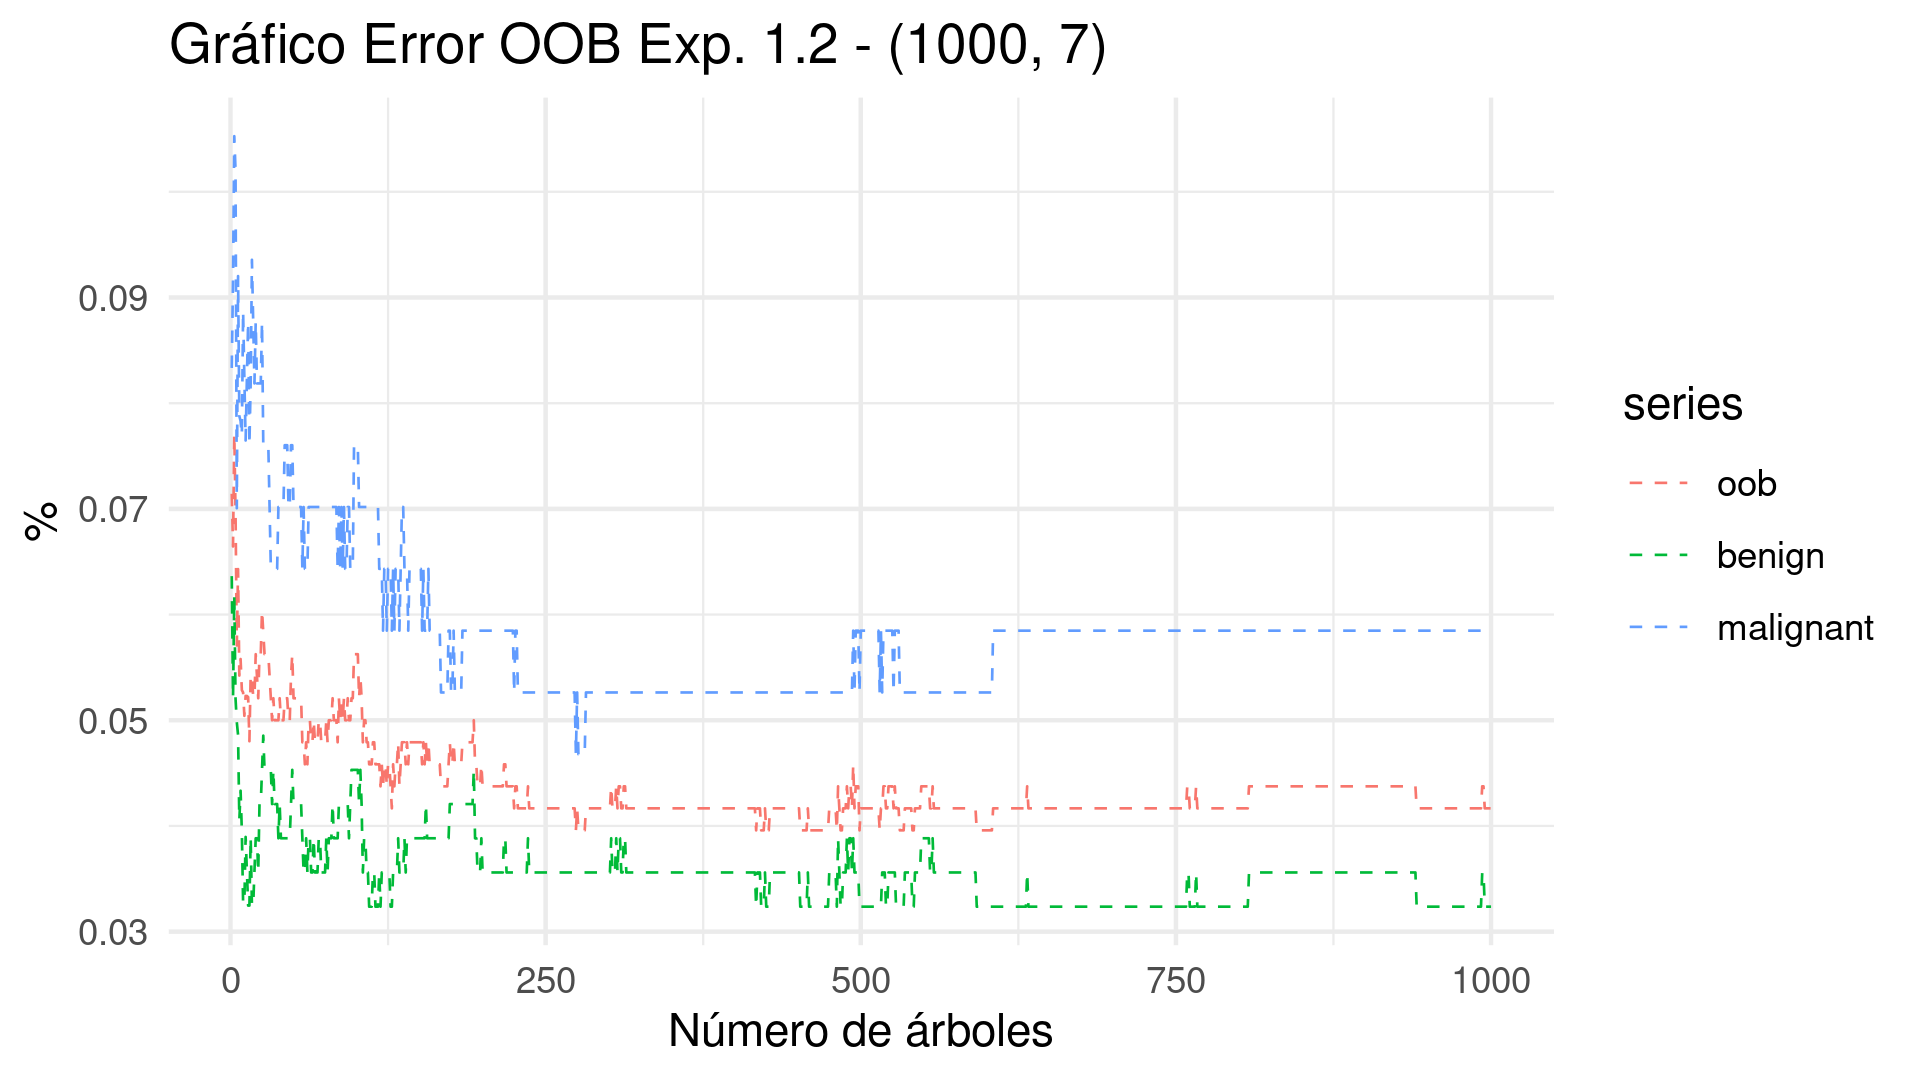 Gráfico Error OOB Exp. 1.2 - (1000, 7)
%
0.09
0.07
0.05
0.03
0 250 500 750 1000
Número de árboles
series
oob
benign
malignant